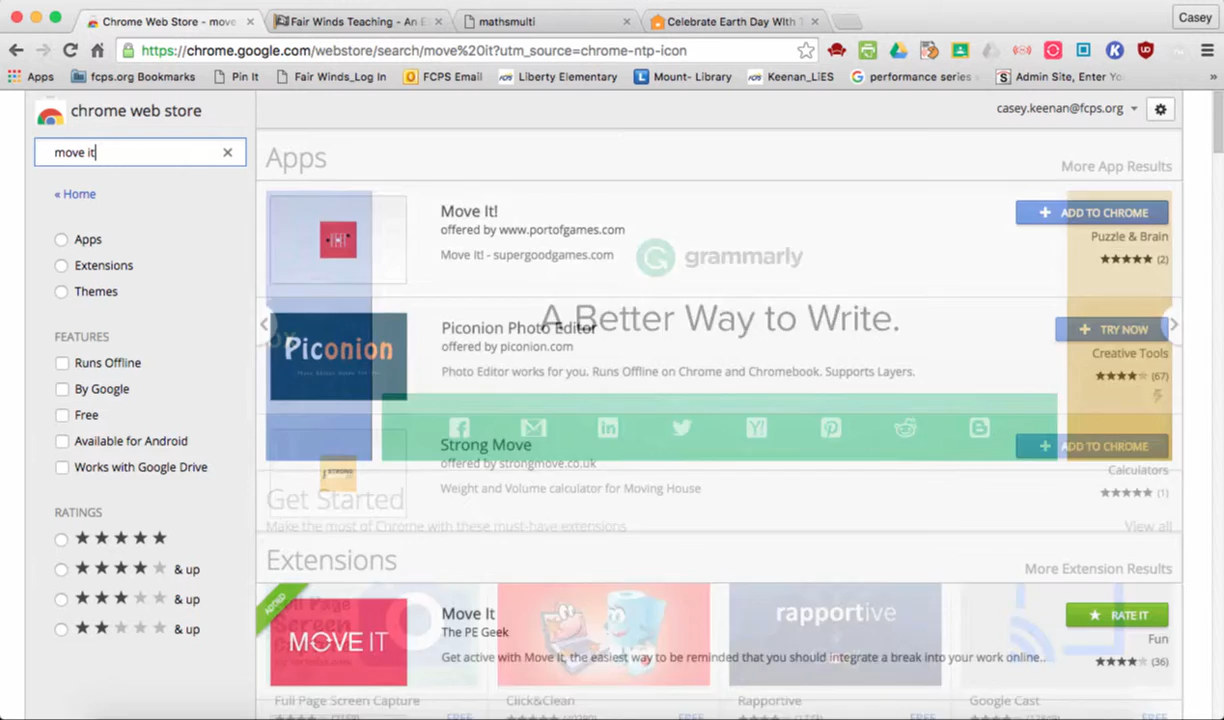 Chrome Web Store - move
Fair Winds Teaching - An E
mathsmulti
Celebrate Earth Day With T
Casey
https://chrome.google.com/webstore/search/move%20it?utm_source=chrome-ntp-icon
Apps
fcps.org Bookmarks
Pin It
Fair Winds_Log In
FCPS Email
Liberty Elementary
Mount- Library
Keenan_LiES
performance series
Admin Site, Enter Yo
»
chrome web store
casey.keenan@fcps.org
move it
« Home
Apps
Extensions
Themes
FEATURES
Runs Offline
By Google
Free
Available for Android
Works with Google Drive
RATINGS
& up
& up
& up
Apps
More App Results
Move It!
offered by www.portofgames.com
Move It! - supergoodgames.com
ADD TO CHROME
Puzzle & Brain
(2)
grammarly
A Better Way to Write.
Piconion
Piconion Photo Editor
offered by piconion.com
Photo Editor works for you. Runs Offline on Chrome and Chromebook. Supports Layers.
TRY NOW
Creative Tools
(67)
STRONG
Strong Move
offered by strongmove.co.uk
Weight and Volume calculator for Moving House
ADD TO CHROME
Calculators
(1)
Get Started
Make the most of Chrome with these must-have extensions
View all
Extensions
More Extension Results
ADDED
Full Page
Screen
MOVE IT
Move It
The PE Geek
Get active with Move It, the easiest way to be reminded that you should integrate a break into your work online..
rapportive
RATE IT
Fun
(36)
Full Page Screen Capture
Click&Clean
Rapportive
Google Cast
FREE
FREE
FREE
FREE